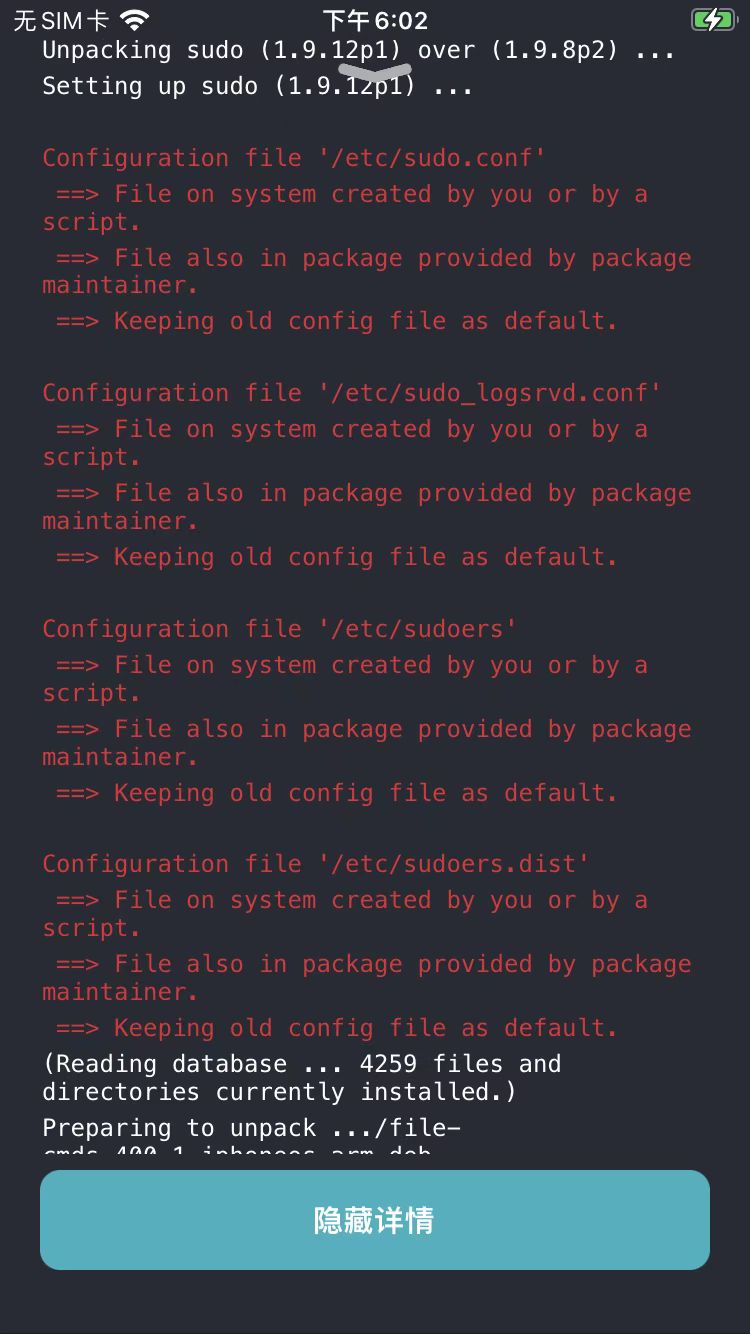 无SIM卡 下午6:02
Unpacking sudo (1.9.12p1) over (1.9.8p2) ...
Setting up sudo (1.9.12p1) ...
Configuration file '/etc/sudo.conf'
==> File on system created by you or by a
script.
==> File also in package provided by package
maintainer.
==> Keeping old config file as default.
Configuration file '/etc/sudo_logsrvd.conf'
==> File on system created by you or by a
script.
==> File also in package provided by package
maintainer.
==> Keeping old config file as default.
Configuration file '/etc/sudoers'
==> File on system created by you or by a
script.
==> File also in package provided by package
maintainer.
==> Keeping old config file as default.
Configuration file '/etc/sudoers.dist'
==> File on system created by you or by a
script.
==> File also in package provided by package
maintainer.
==> Keeping old config file as default.
(Reading database ... 4259 files and
directories currently installed.)
Preparing to unpack .../file-
cmds_400-1_iphoneos-arm.deb
隐藏详情